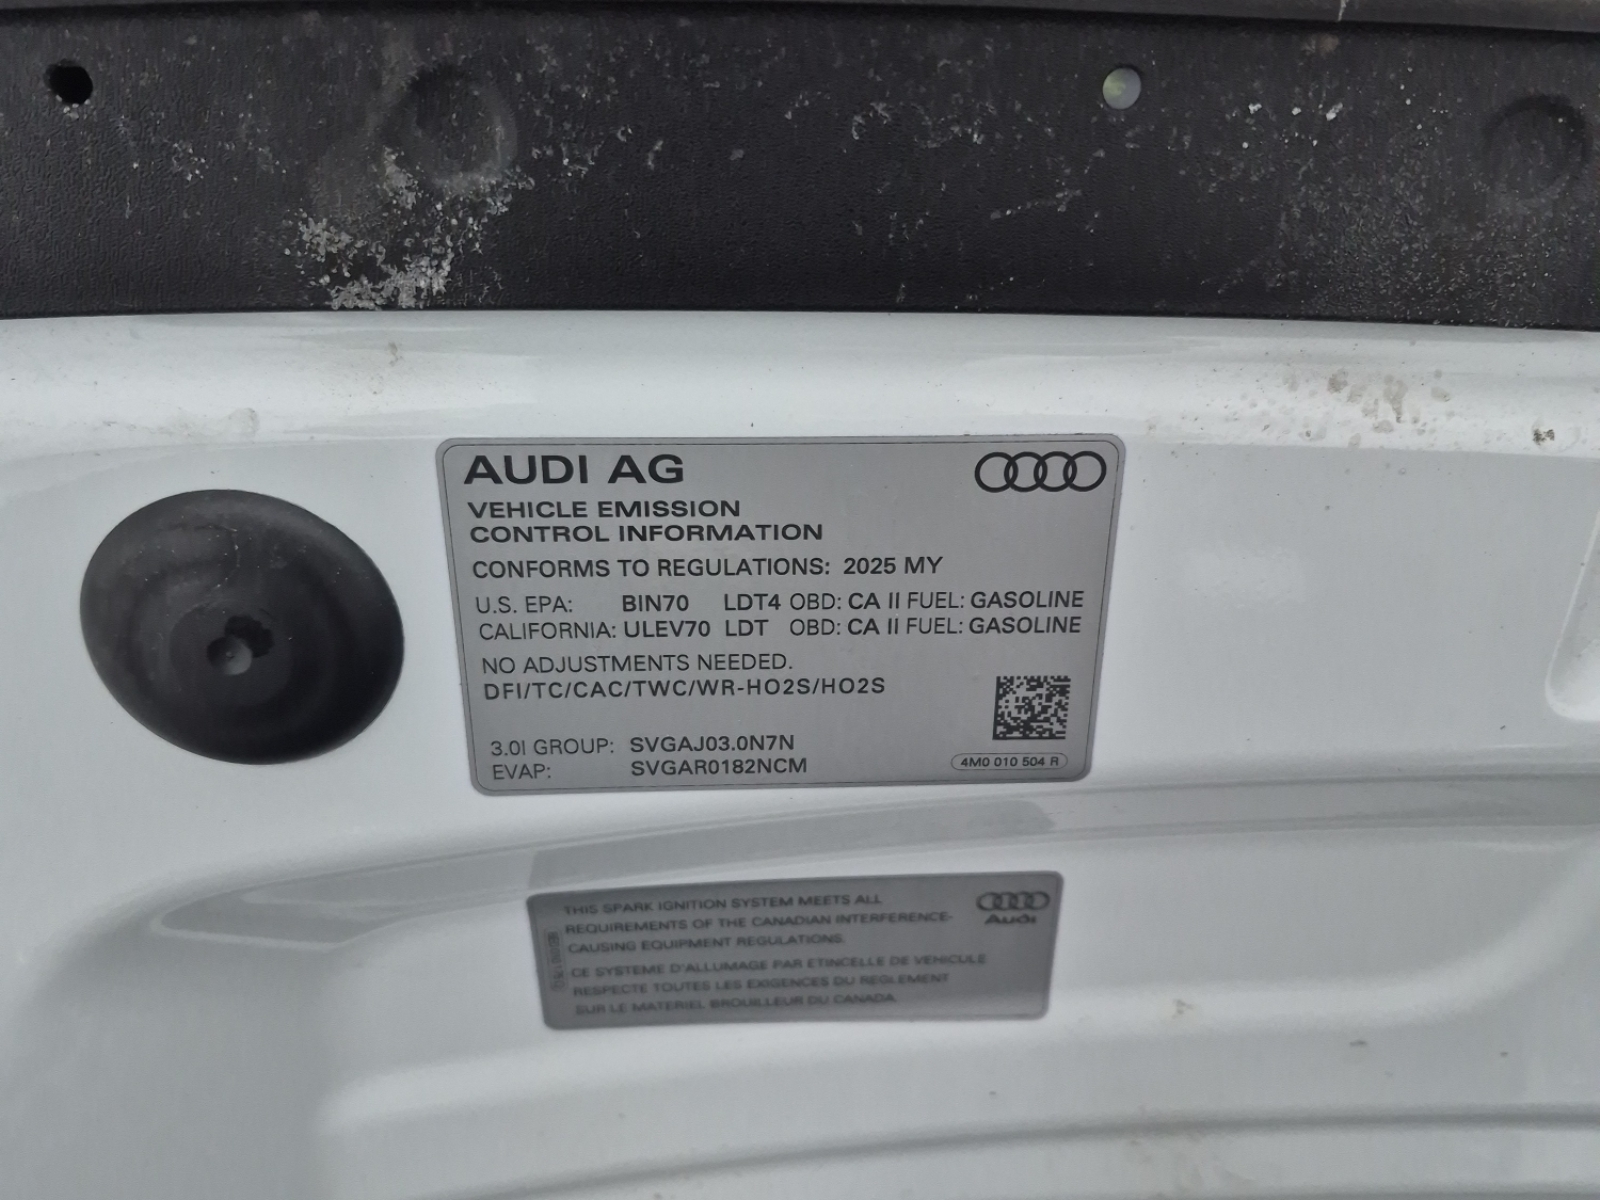 AUDI AG
VEHICLE EMISSION
CONTROL INFORMATION
CONFORMS TO REGULATIONS: 2025 MY
U.S. EPA: BIN70 LDT4 OBD: CA II FUEL: GASOLINE
CALIFORNIA: ULEV70 LDT OBD: CA II FUEL: GASOLINE
NO ADJUSTMENTS NEEDED.
DFI/TC/CAC/TWC/WR-HO2S/HO2S
3.0l GROUP: SVGAJ03.0N7N
EVAP: SVGAR0182NCM
4M0 010 504 R
THIS SPARK IGNITION SYSTEM MEETS ALL
REQUIREMENTS OF THE CANADIAN INTERFERENCE-
CAUSING EQUIPMENT REGULATIONS.
CE SYSTEME D'ALLUMAGE PAR ETINCELLE DE VEHICULE
RESPECTE TOUTES LES EXIGENCES DU REGLEMENT
SUR LE MATERIEL BROUILLEUR DU CANADA.
Audi